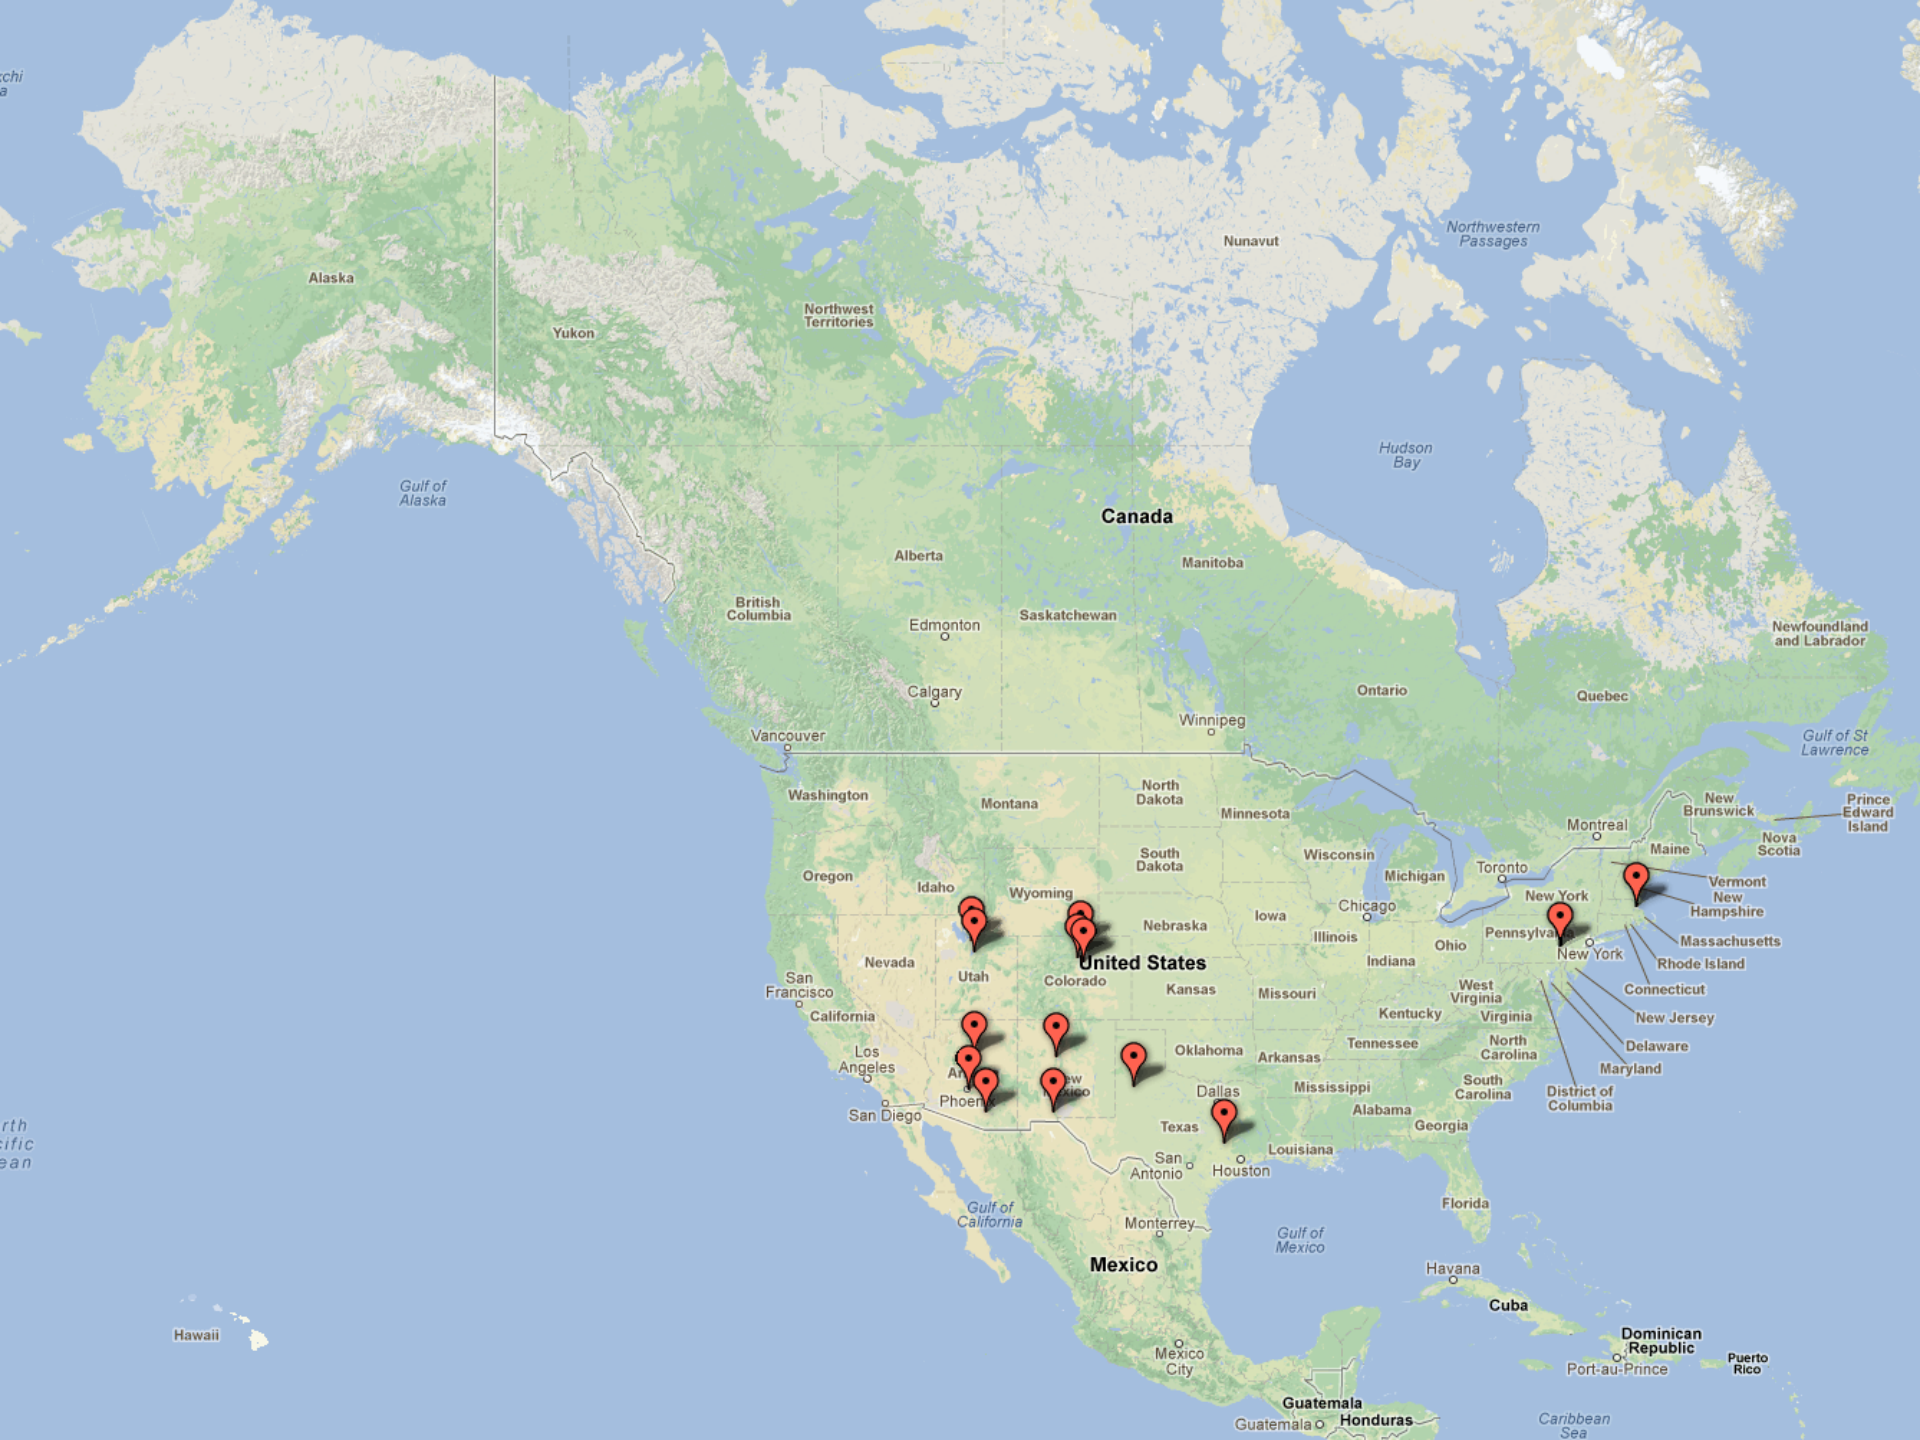 Northwestern
Passages
Nunavut
Alaska
Northwest
Territories
Yukon
Hudson
Bay
Gulf of
Alaska
Canada
Alberta
Manitoba
British
Columbia
Saskatchewan
Edmonton
Newfoundland
and Labrador
Calgary
Ontario
Quebec
Winnipeg
Vancouver
Gulf of St
Lawrence
Washington
Montana
North
Dakota
Minnesota
New
Brunswick
Prince
Edward
Island
Montreal
Nova
Scotia
Maine
South
Dakota
Wisconsin
Toronto
Michigan
Oregon
Idaho
Wyoming
Vermont
New York
New
Hampshire
Chicago
Iowa
Nebraska
Pennsylvania
Illinois
Ohio
Massachusetts
New York
Rhode Island
Nevada
United States
Indiana
Utah
Colorado
San
Francisco
Kansas
Missouri
West
Virginia
Connecticut
California
Kentucky
Virginia
New Jersey
Los
Angeles
Oklahoma
Arkansas
Tennessee
North
Carolina
Delaware
Maryland
New
Mexico
Mississippi
South
Carolina
District of
Columbia
Phoenix
San Diego
Dallas
Alabama
Georgia
Texas
Louisiana
San
Antonio
Houston
Florida
Gulf of
California
Monterrey
Gulf of
Mexico
Mexico
Havana
Cuba
Hawaii
Dominican
Republic
Port-au-Prince
Puerto
Rico
Mexico
City
Guatemala
Guatemala
Honduras
Caribbean
Sea